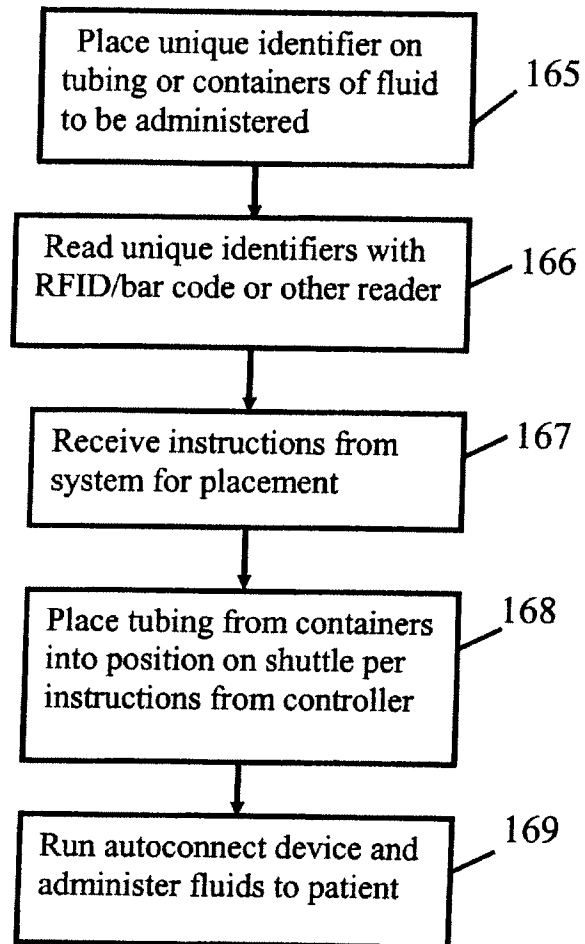 Place unique identifier on
tubing or containers of fluid
to be administered
165
Read unique identifiers with
RFID/bar code or other reader
166
Receive instructions from
system for placement
167
Place tubing from containers
into position on shuttle per
instructions from controller
168
Run autoconnect device and
administer fluids to patient
169